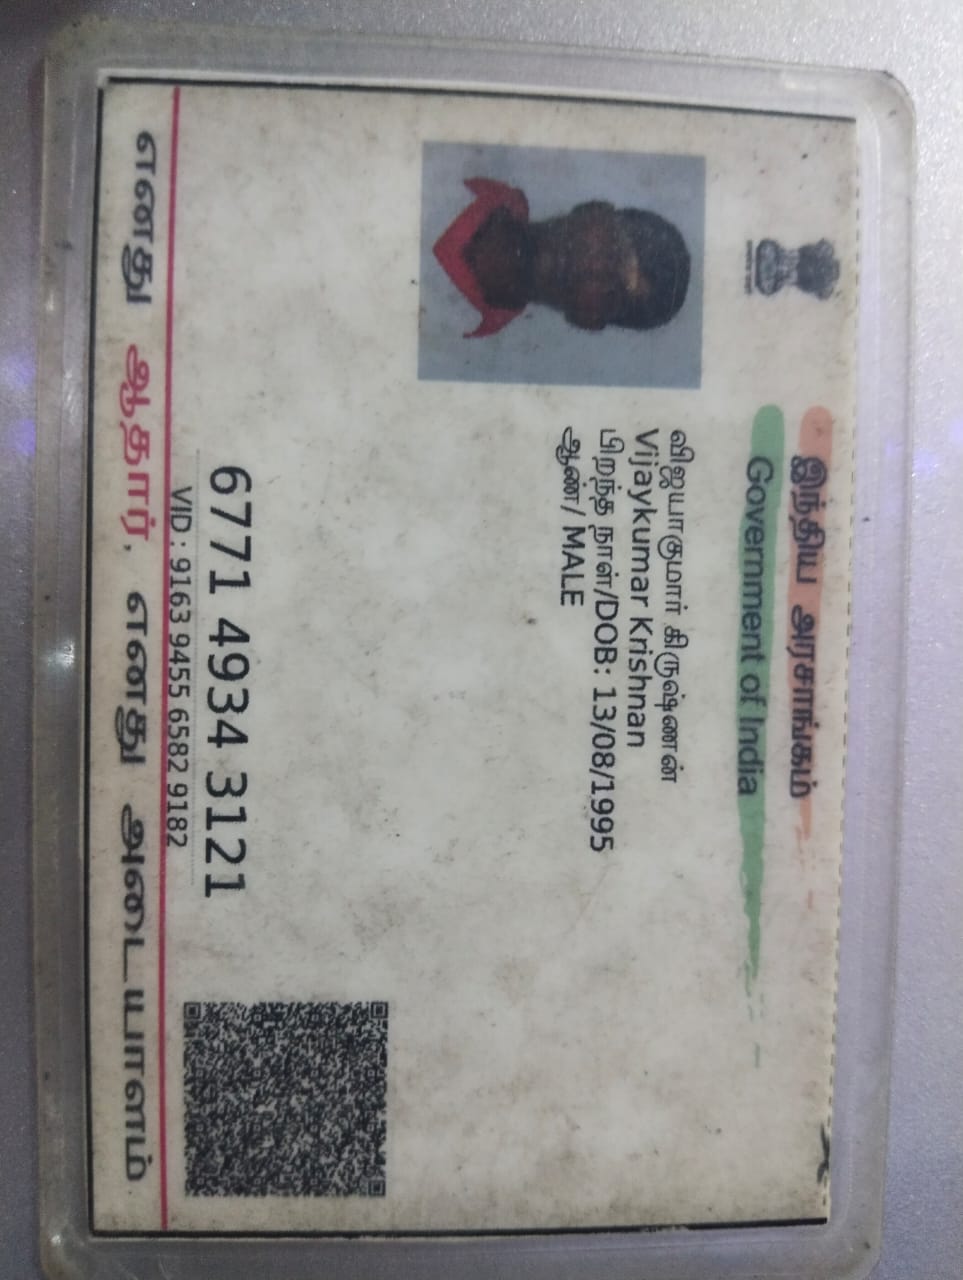 இந்திய அரசாங்கம்
Government of India
விஜயாகுமார் கிருஷ்ணன்
Vijaykumar Krishnan
பிறந்த நாள்/DOB: 13/08/1995
ஆண்/ MALE
6771 4934 3121
VID : 9163 9455 6582 9182
எனது ஆதார், எனது அடையாளம்